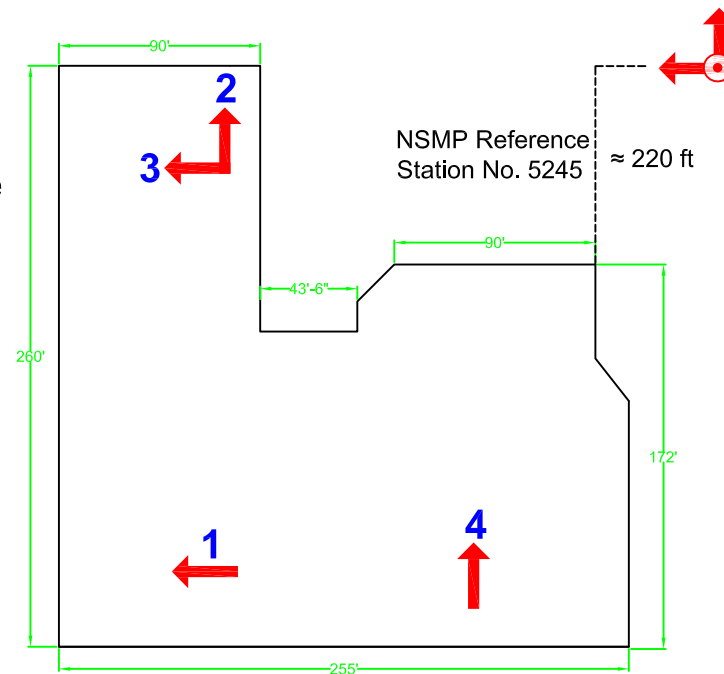 90'
2
3
NSMP Reference
Station No. 5245
≈ 220 ft
e
90'
43'-6"
260'
172'
1
4
255'